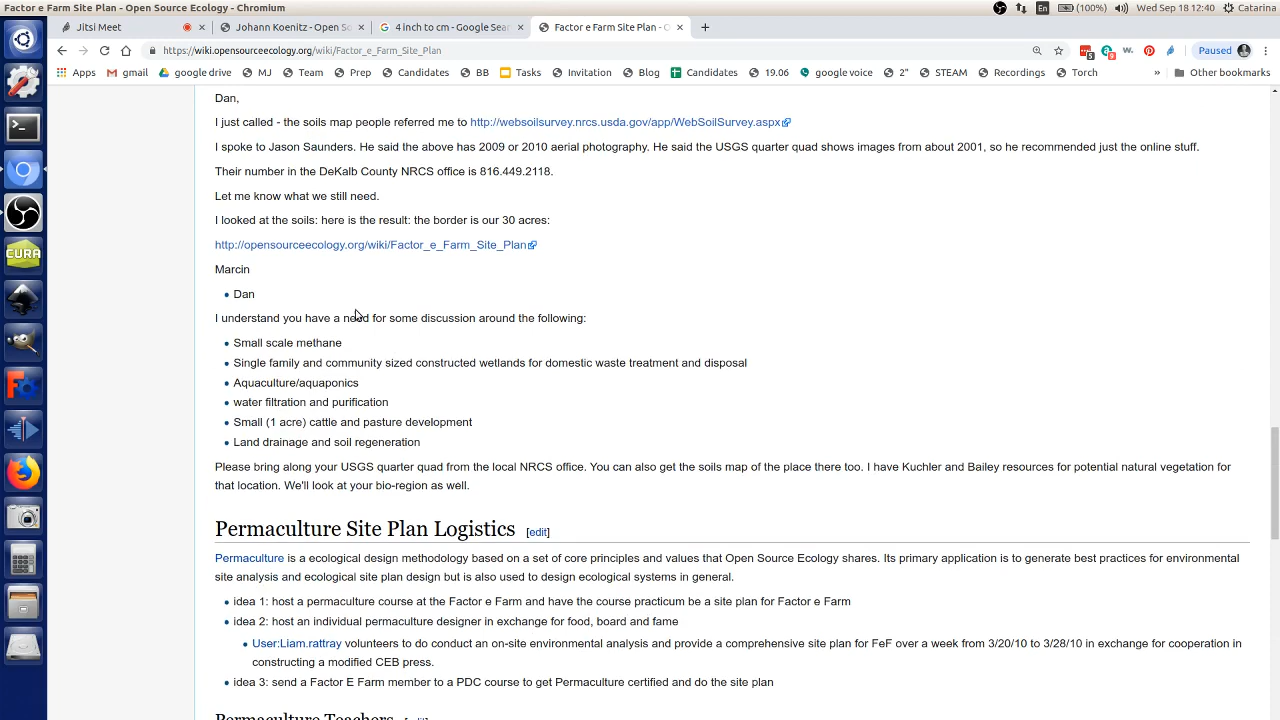 Factor e Farm Site Plan - Open Source Ecology - Chromium
En
(100%)
Wed Sep 18 12:40
Catarina
Jitsi Meet
Johann Koenitz - Open So
4 inch to cm - Google Sear
Factor e Farm Site Plan - O
https://wiki.opensourceecology.org/wiki/Factor_e_Farm_Site_Plan
Paused
Apps
gmail
google drive
MJ
Team
Prep
Candidates
BB
Tasks
Invitation
Blog
Candidates
19.06
google voice
2"
STEAM
Recordings
Torch
»
Other bookmarks
Dan,
I just called - the soils map people referred me to http://websoilsurvey.nrcs.usda.gov/app/WebSoilSurvey.aspx
I spoke to Jason Saunders. He said the above has 2009 or 2010 aerial photography. He said the USGS quarter quad shows images from about 2001, so he recommended just the online stuff.
Their number in the DeKalb County NRCS office is 816.449.2118.
Let me know what we still need.
I looked at the soils: here is the result: the border is our 30 acres:
http://opensourceecology.org/wiki/Factor_e_Farm_Site_Plan
Marcin
• Dan
I understand you have a need for some discussion around the following:
• Small scale methane
• Single family and community sized constructed wetlands for domestic waste treatment and disposal
• Aquaculture/aquaponics
• water filtration and purification
• Small (1 acre) cattle and pasture development
• Land drainage and soil regeneration
Please bring along your USGS quarter quad from the local NRCS office. You can also get the soils map of the place there too. I have Kuchler and Bailey resources for potential natural vegetation for
that location. We'll look at your bio-region as well.
Permaculture Site Plan Logistics [edit]
Permaculture is a ecological design methodology based on a set of core principles and values that Open Source Ecology shares. Its primary application is to generate best practices for environmental
site analysis and ecological site plan design but is also used to design ecological systems in general.
• idea 1: host a permaculture course at the Factor e Farm and have the course practicum be a site plan for Factor e Farm
• idea 2: host an individual permaculture designer in exchange for food, board and fame
• User:Liam.rattray volunteers to do conduct an on-site environmental analysis and provide a comprehensive site plan for FeF over a week from 3/20/10 to 3/28/10 in exchange for cooperation in
constructing a modified CEB press.
• idea 3: send a Factor E Farm member to a PDC course to get Permaculture certified and do the site plan
Permaculture Teachers [edit]
CURA